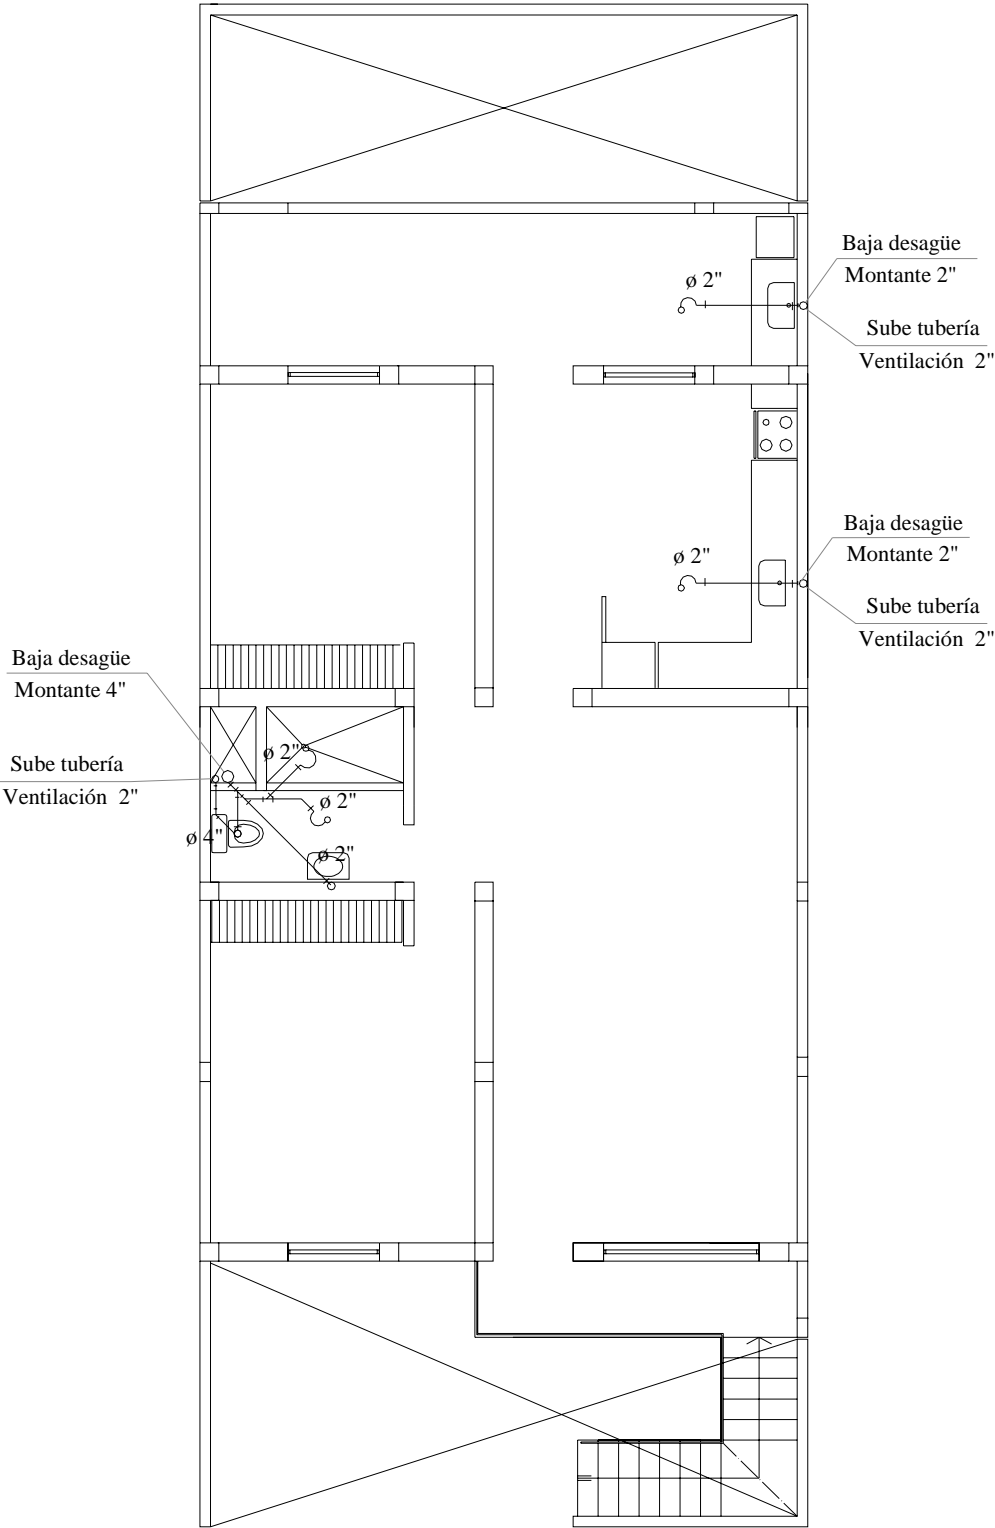 Baja desagüe
Montante 2"
ø 2"
Sube tubería
Ventilación 2"
Baja desagüe
Montante 2"
ø 2"
Sube tubería
Ventilación 2"
Baja desagüe
Montante 4"
ø 2"
Sube tubería
Ventilación 2"
ø 2"
ø 4"
ø 2"